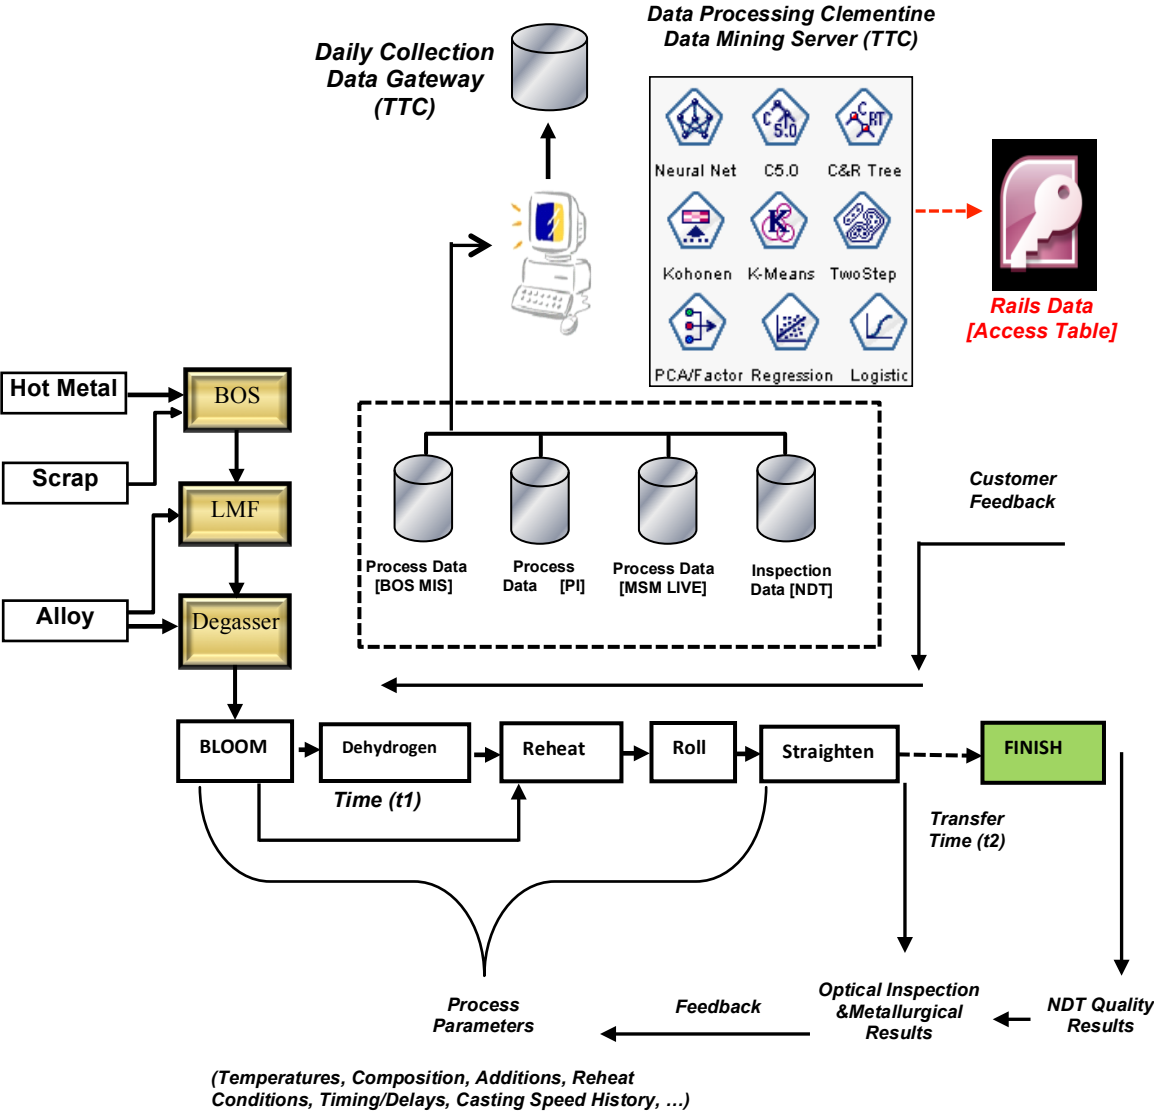 Data Processing Clementine
Data Mining Server (TTC)
Daily Collection
Data Gateway
(TTC)
C
5.0
C
RT
Neural Net
C5.0
C&R Tree
K
Kohonen
K-Means
TwoStep
PCA/Factor
Regression
Logistic
Rails Data
[Access Table]
Hot Metal
BOS
Scrap
LMF
Alloy
Degasser
Process Data
[BOS MIS]
Process
Data [PI]
Process Data
[MSM LIVE]
Inspection
Data [NDT]
Customer
Feedback
BLOOM
Dehydrogen
Reheat
Roll
Straighten
FINISH
Time (t1)
Transfer
Time (t2)
Process
Parameters
Feedback
Optical Inspection
&Metallurgical
Results
NDT Quality
Results
(Temperatures, Composition, Additions, Reheat
Conditions, Timing/Delays, Casting Speed History, …)